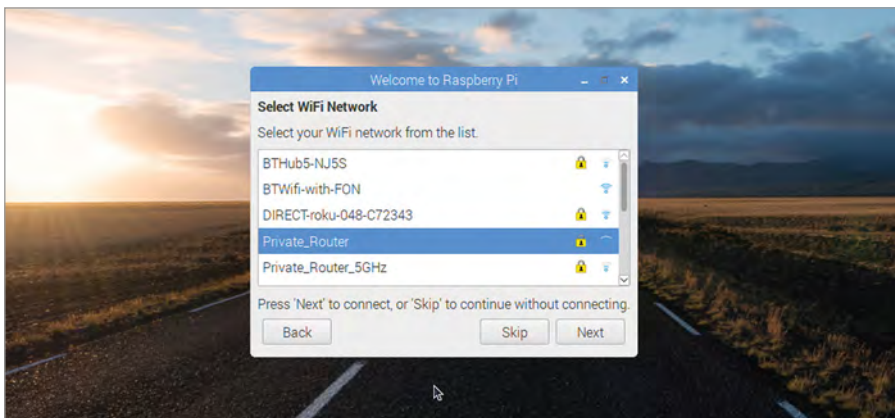 Welcome to Raspberry Pi
Select WiFi Network
Select your WiFi network from the list.
BTHub5-NJ5S
BTWifi-with-FON
DIRECT-roku-048-C72343
Private_Router
Private_Router_5GHz
Press 'Next' to connect, or 'Skip' to continue without connecting.
Back Skip Next